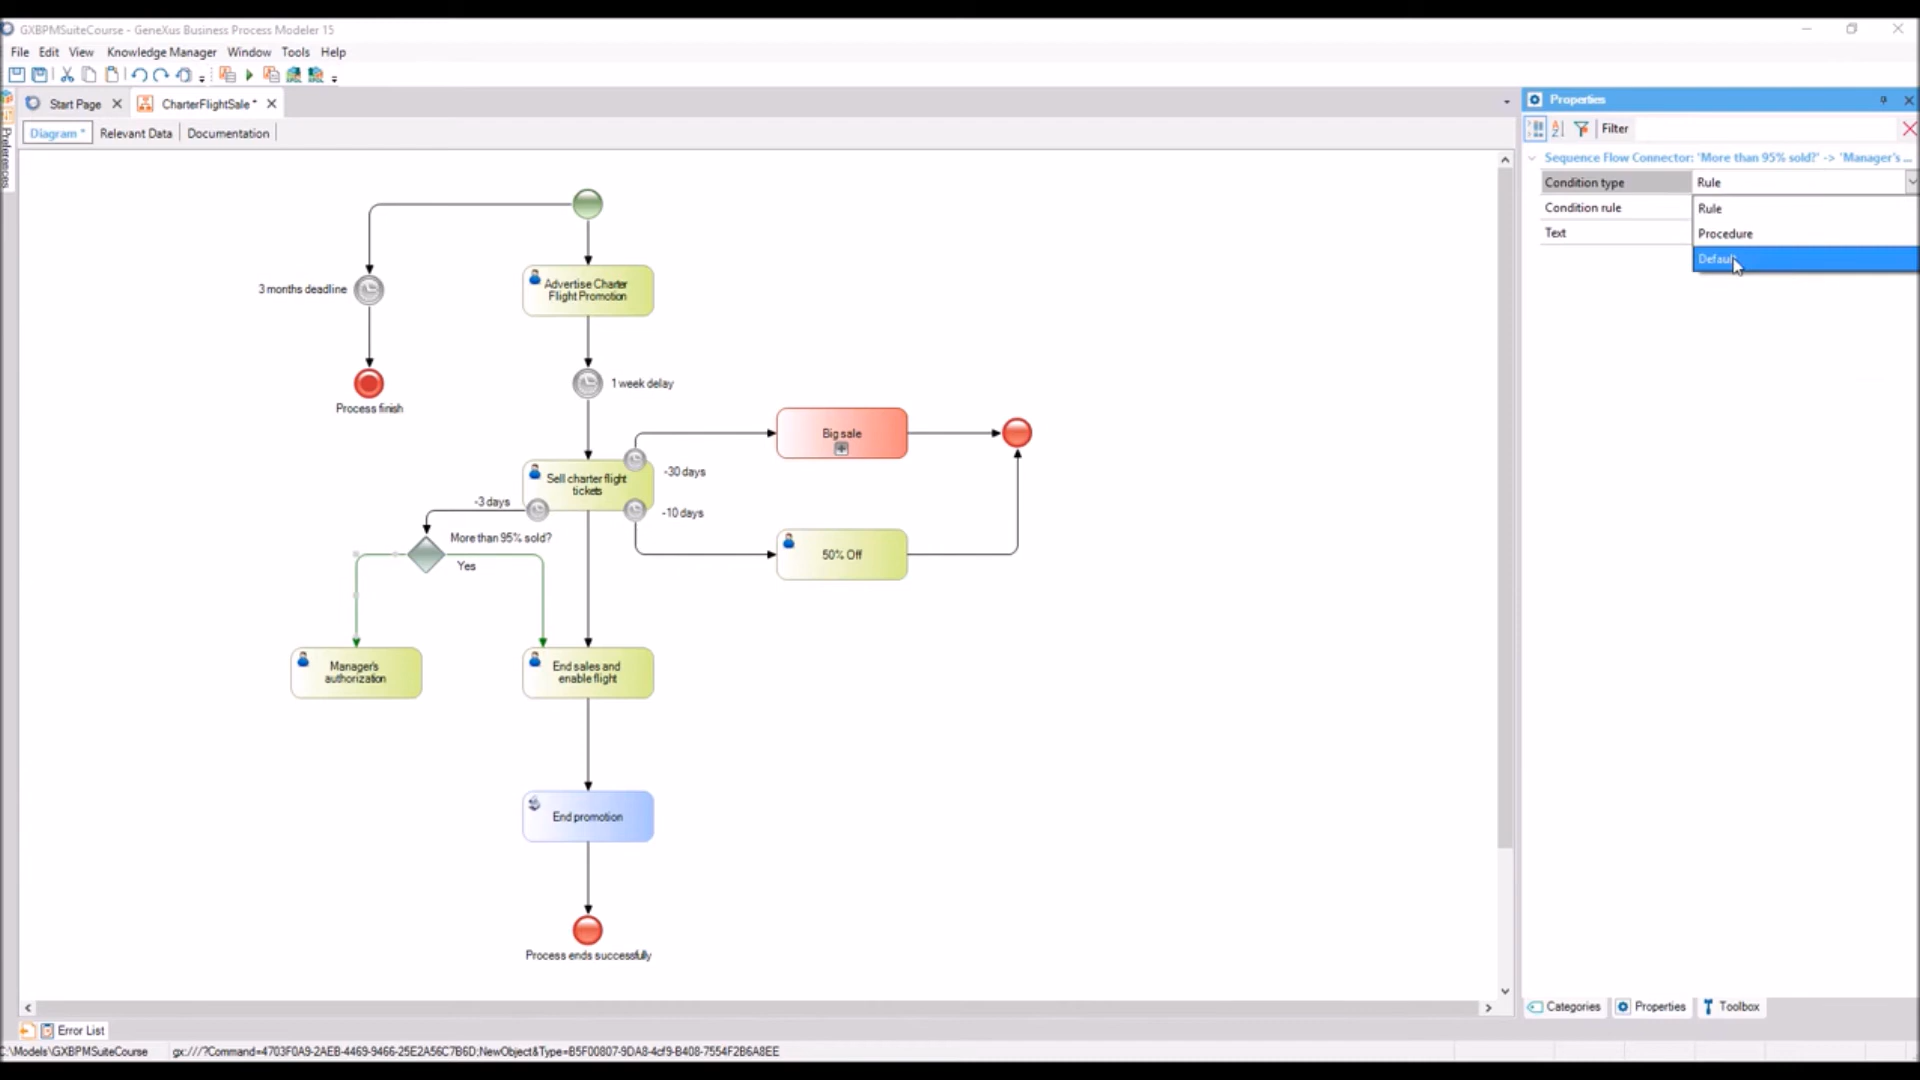 GXBPMSuiteCourse - GeneXus Business Process Modeler 15
File Edit View Knowledge Manager Window Tools Help
Start Page CharterFlightSale *
Diagram * Relevant Data Documentation
Preferences
3 months deadline
Advertise Charter
Flight Promotion
Process finish
1 week delay
Big sale
Sell charter flight
tickets
-30 days
-3 days
-10 days
More than 95% sold?
Yes
50% Off
Manager's
authorization
End sales and
enable flight
End promotion
Process ends successfully
Properties
Filter
Sequence Flow Connector: 'More than 95% sold?' -> 'Manager's ...
Condition type Rule
Condition rule
Text
Rule
Procedure
Default
Categories Properties Toolbox
Error List
C:\Models\GXBPMSuiteCourse gx:///?Command=4703F0A9-2AEB-4469-9466-25E2A56C7B6D;NewObject&Type=B5F00807-9DA8-4cf9-B408-7554F2B6A8EE